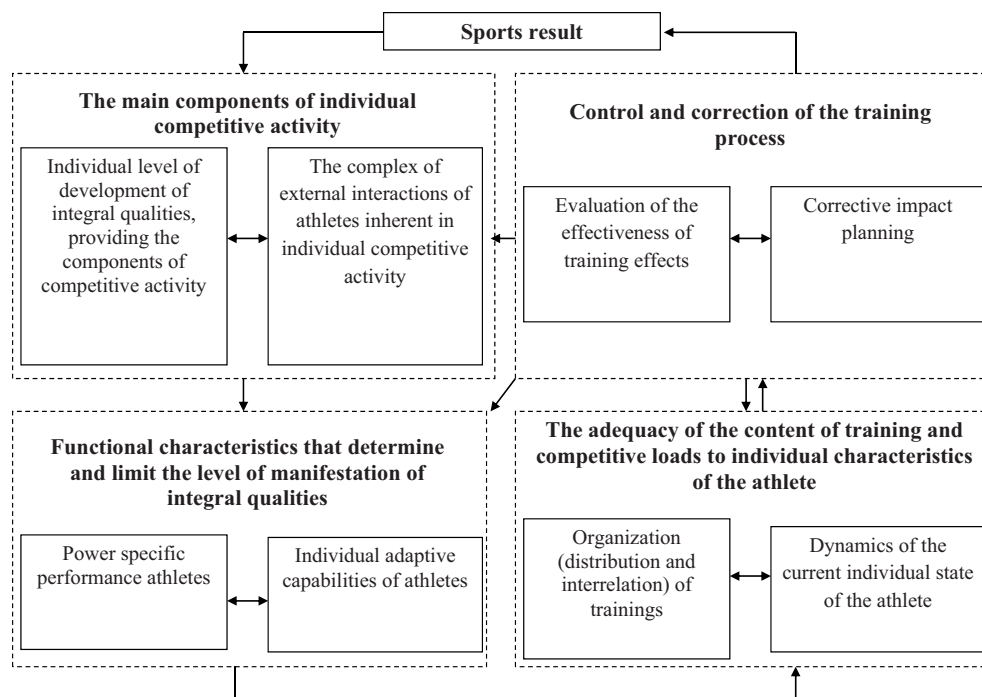 Sports result
The main components of individual
competitive activity
Individual level of
development of
integral qualities,
providing the
components of
competitive activity
The complex of
external interactions of
athletes inherent in
individual competitive
activity
Control and correction of the training
process
Evaluation of the
effectiveness of
training effects
Corrective impact
planning
Functional characteristics that determine
and limit the level of manifestation of
integral qualities
Power specific
performance athletes
Individual adaptive
capabilities of athletes
The adequacy of the content of training and
competitive loads to individual characteristics
of the athlete
Organization
(distribution and
interrelation) of
trainings
Dynamics of the
current individual state
of the athlete